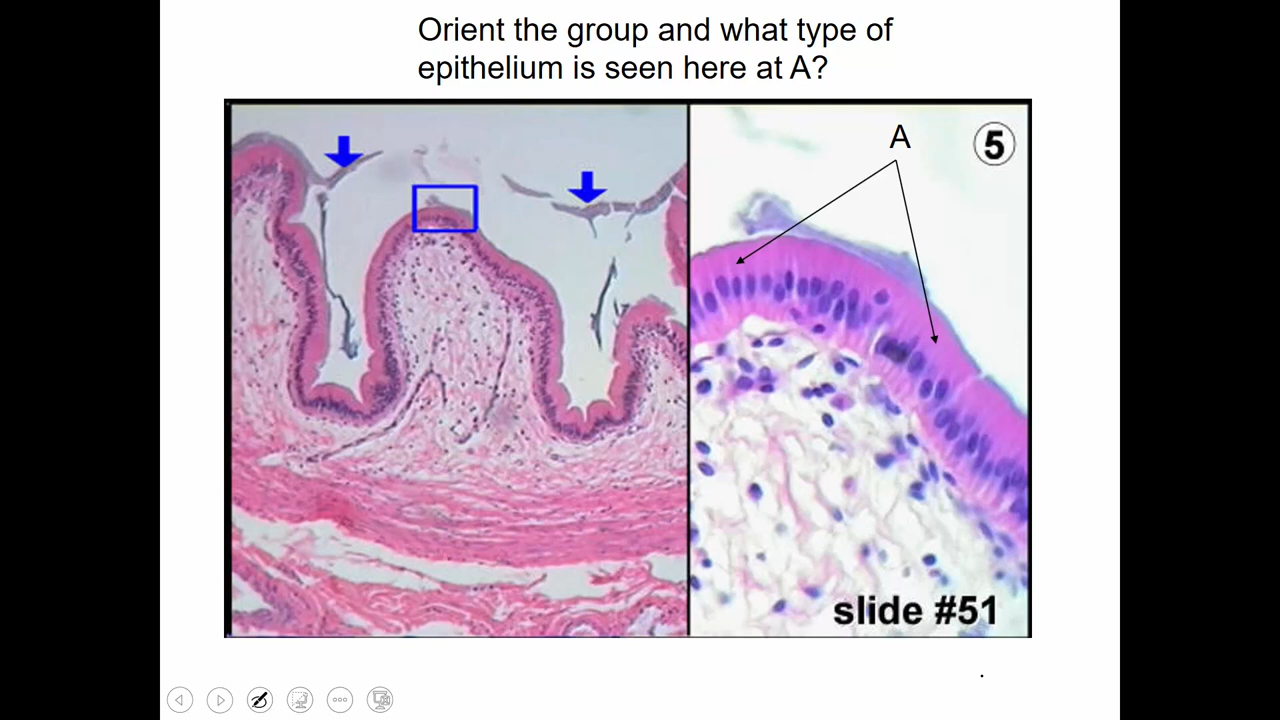 Orient the group and what type of
epithelium is seen here at A?
A
5
slide #51